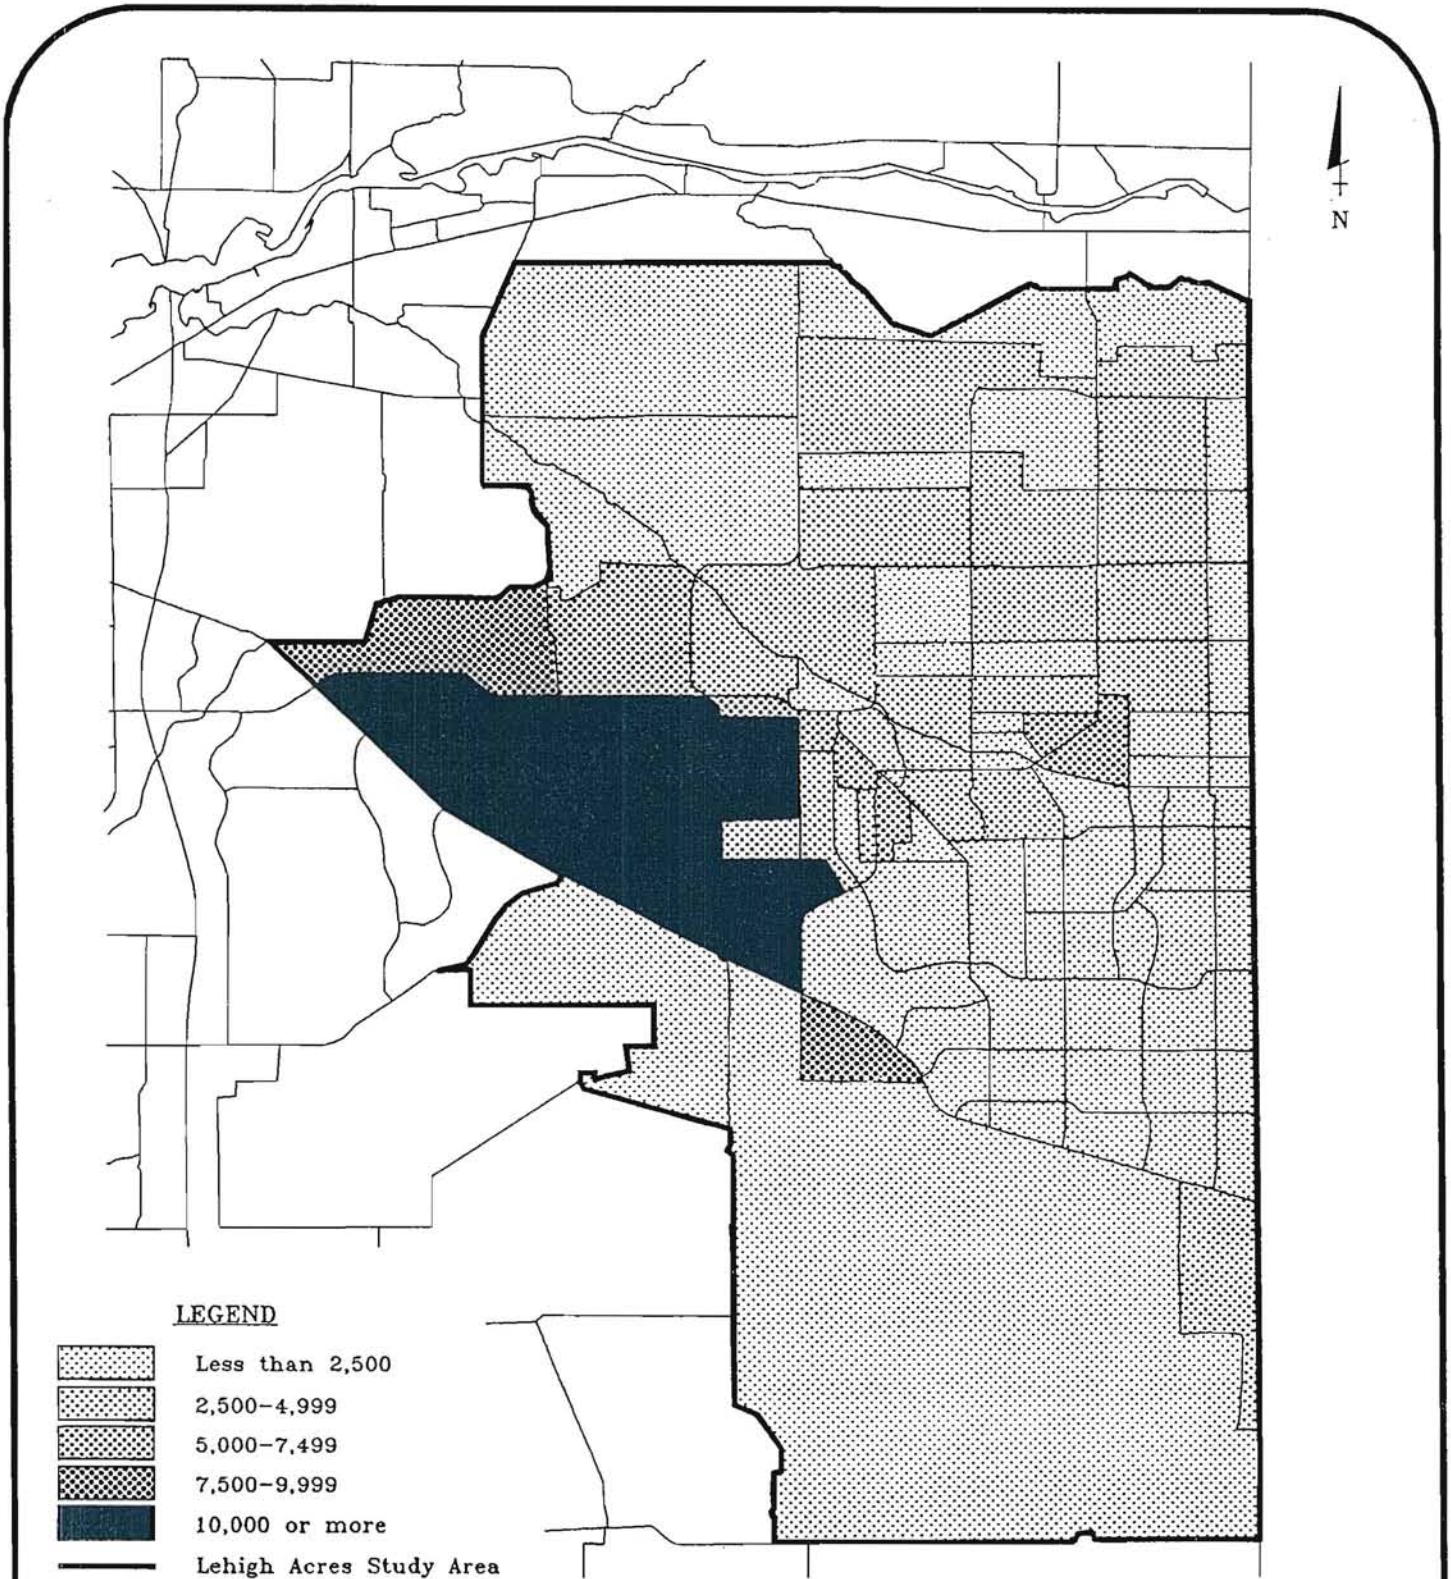 N
LEGEND
Less than 2,500
2,500-4,999
5,000-7,499
7,500-9,999
10,000 or more
Lehigh Acres Study Area